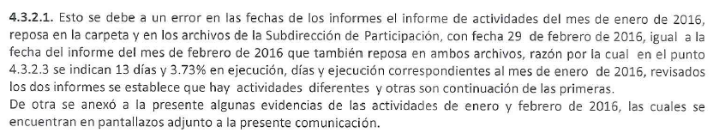 4.3.2.1. Esto se debe a un error en las fechas de los informes el informe de actividades del mes de enero de 2016,
reposa en la carpeta y en los archivos de la Subdirección de Participación, con fecha 29 de febrero de 2016, igual a la
fecha del informe del mes de febrero de 2016 que también reposa en ambos archivos, razón por la cual en el punto
4.3.2.3 se indican 13 días y 3.73% en ejecución, días y ejecución correspondientes al mes de enero de 2016, revisados
los dos informes se establece que hay actividades diferentes y otras son continuación de las primeras.
De otra se anexó a la presente algunas evidencias de las actividades de enero y febrero de 2016, las cuales se
encuentran en pantallazos adjunto a la presente comunicación.